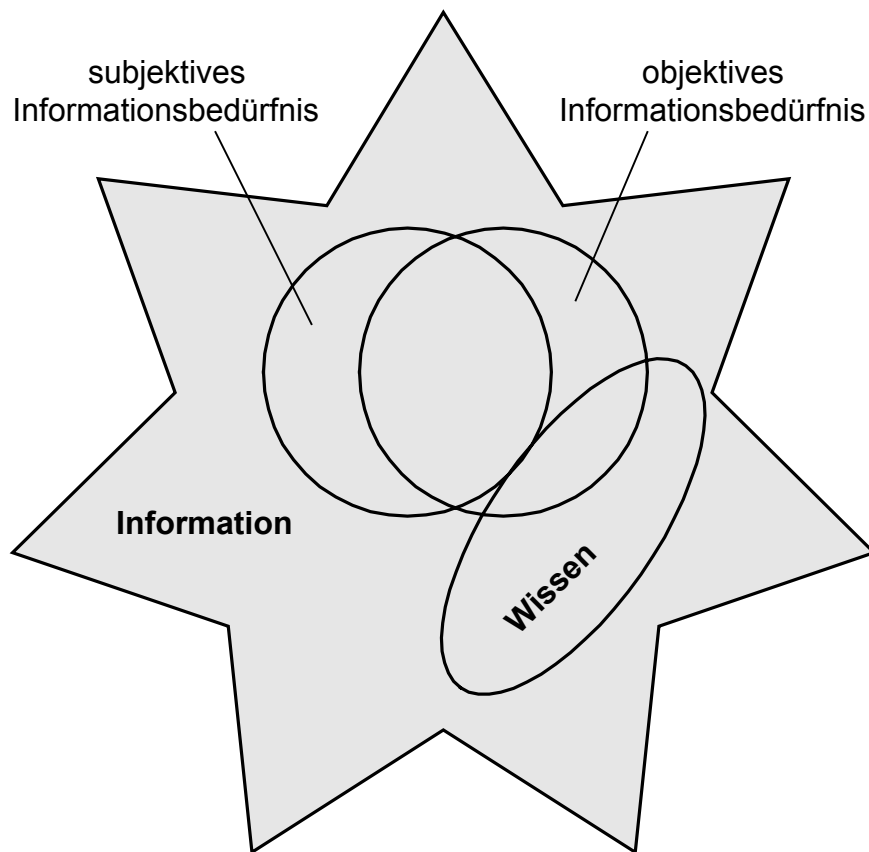 subjektives
Informationsbedürfnis
objektives
Informationsbedürfnis
Information
Wissen